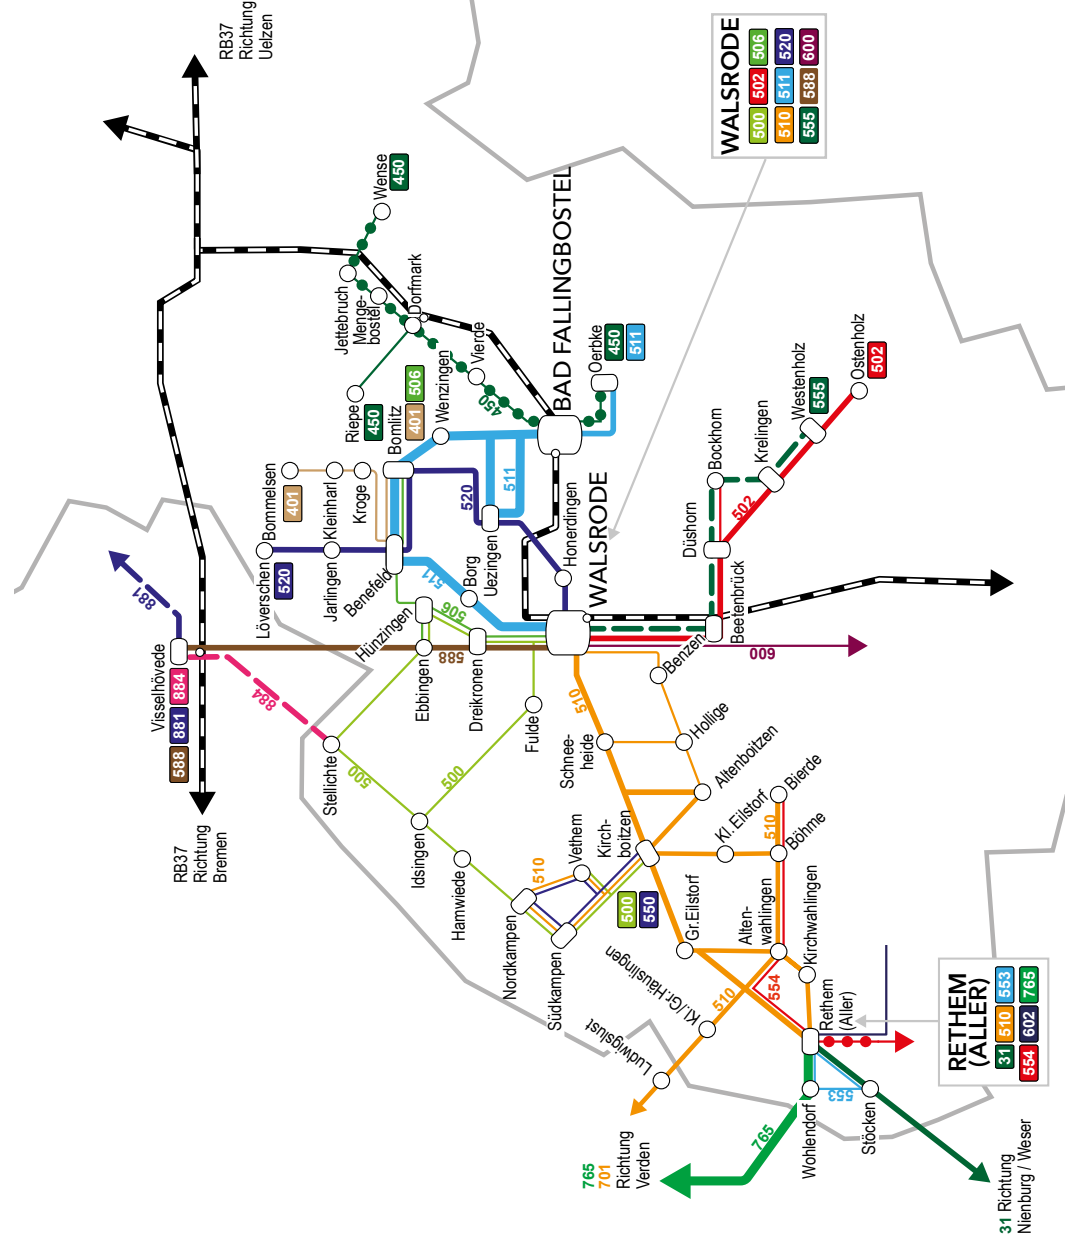 RB37
Richtung
Uelzen
WALSRODE
500 502 506
510 511 520
555 588 600
Wense
450
Jettebruch
Menge-
bostel
Dorfmark
Vierde
450
Riepe
450
Bomlitz
401 506
Wenzingen
BAD FALLINGBOSTEL
Oerbke
450
511
Bommelsen
401
Kleinharl
Kroge
Löverschen
520
Jarlingen
Benefeld
511
520
511
Borg
Uezingen
Honerdingen
WALSRODE
Hünzingen
506
Ebbingen
588
Dreikronen
Fulde
881
Visselhövede
588 881 884
884
Stellichte
500
500
Idsingen
Hamwiede
RB37
Richtung
Bremen
Bockhorn
Krelingen
Westenholz
555
Ostenholz
502
502
Düshorn
Beetenbrück
Benzen
600
510
Schnee-
heide
Hollige
Altenboitzen
Kirch-
boitzen
Vethem
510
Nordkampen
Südkampen
500
550
Kl. Eilstorf
510
Bierde
Böhme
Gr.Eilstorf
Alten-
wahlingen
Kirchwahlingen
Kl./Gr.Häuslingen
510
554
Ludwigslust
Rethem
(Aller)
RETHEM
(ALLER)
31 510 553
554 602 765
765
701
Richtung
Verden
765
Wohlendorf
553
Stöcken
31 Richtung
Nienburg / Weser